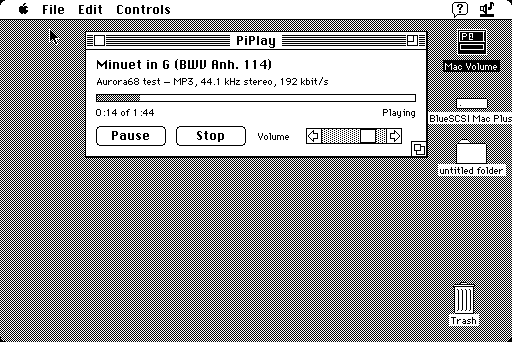 File Edit Controls
PiPlay
Minuet in G (BWV Anh. 114)
Aurora68 test – MP3, 44.1 kHz stereo, 192 kbit/s
0:14 of 1:44 Playing
Pause Stop Volume
Mac Volume
BlueSCSI Mac Plus
untitled folder
Trash